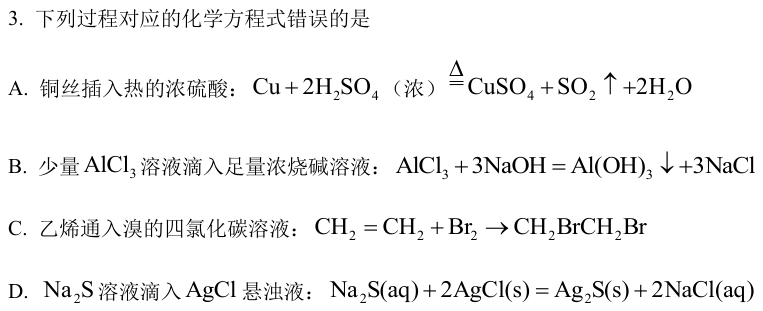 3. 下列过程对应的化学方程式错误的是
A. 铜丝插入热的浓硫酸：Cu + 2H₂SO₄（浓）≜ CuSO₄ + SO₂ ↑ +2H₂O
B. 少量 AlCl₃ 溶液滴入足量浓烧碱溶液：AlCl₃ + 3NaOH = Al(OH)₃ ↓ +3NaCl
C. 乙烯通入溴的四氯化碳溶液：CH₂ = CH₂ + Br₂ → CH₂BrCH₂Br
D. Na₂S 溶液滴入 AgCl 悬浊液：Na₂S(aq) + 2AgCl(s) = Ag₂S(s) + 2NaCl(aq)